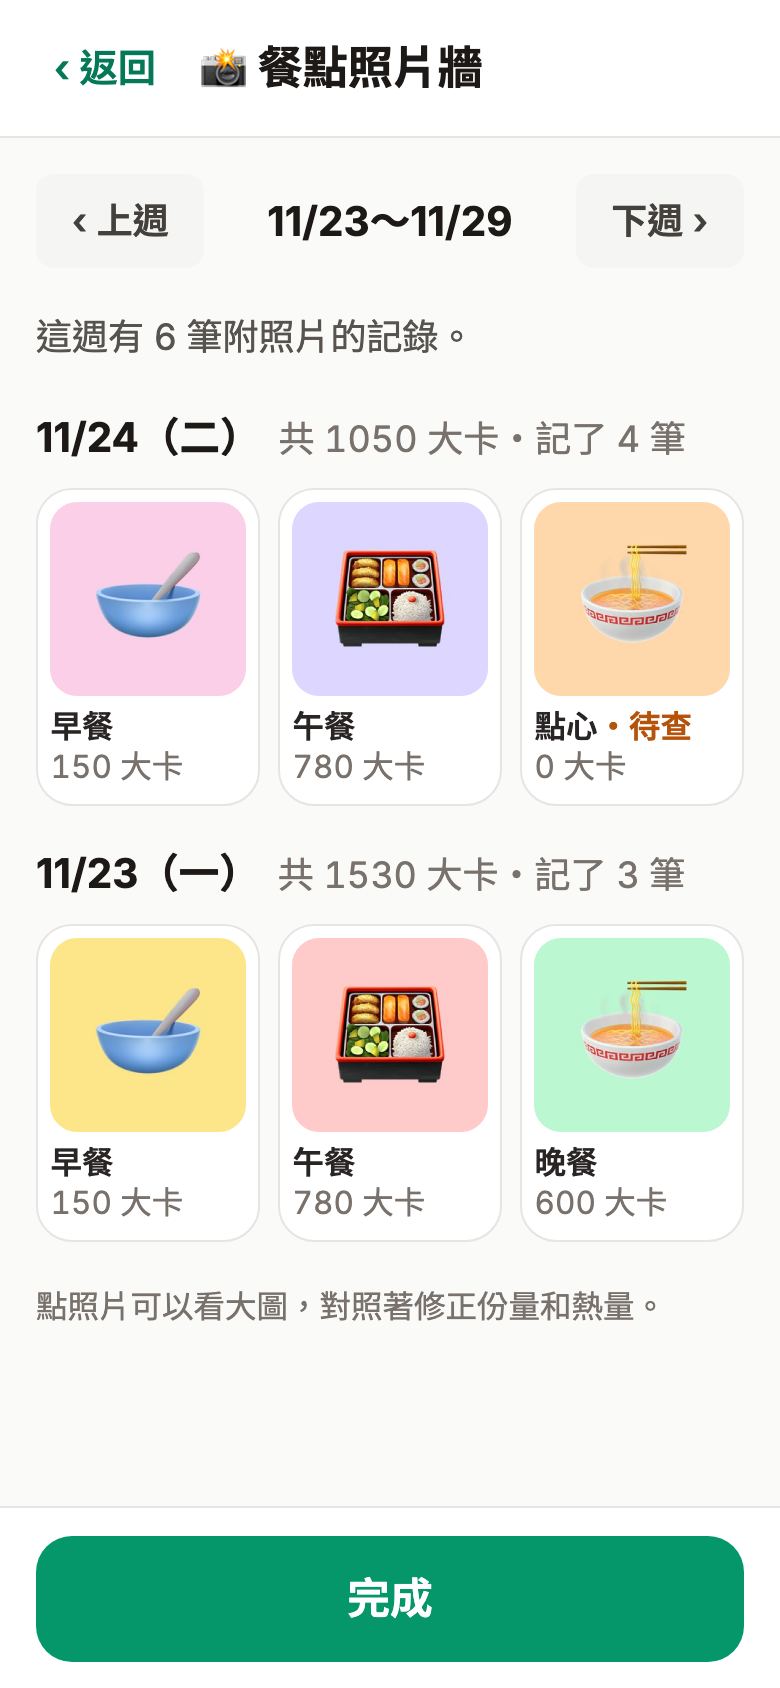 ‹ 返回 餐點照片牆
‹ 上週 11/23～11/29 下週 ›
這週有 6 筆附照片的記錄。
11/24（二） 共 1050 大卡・記了 4 筆
早餐 午餐 點心・待查
150 大卡 780 大卡 0 大卡
11/23（一） 共 1530 大卡・記了 3 筆
早餐 午餐 晚餐
150 大卡 780 大卡 600 大卡
點照片可以看大圖，對照著修正份量和熱量。
完成